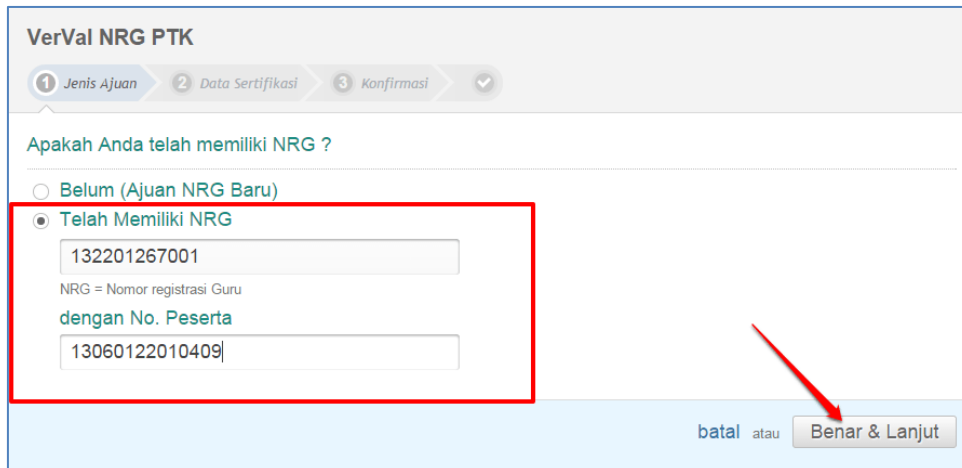 VerVal NRG PTK
1 Jenis Ajuan 2 Data Sertifikasi 3 Konfirmasi
Apakah Anda telah memiliki NRG ?
Belum (Ajuan NRG Baru)
Telah Memiliki NRG
132201267001
NRG = Nomor registrasi Guru
dengan No. Peserta
13060122010409
batal atau Benar & Lanjut